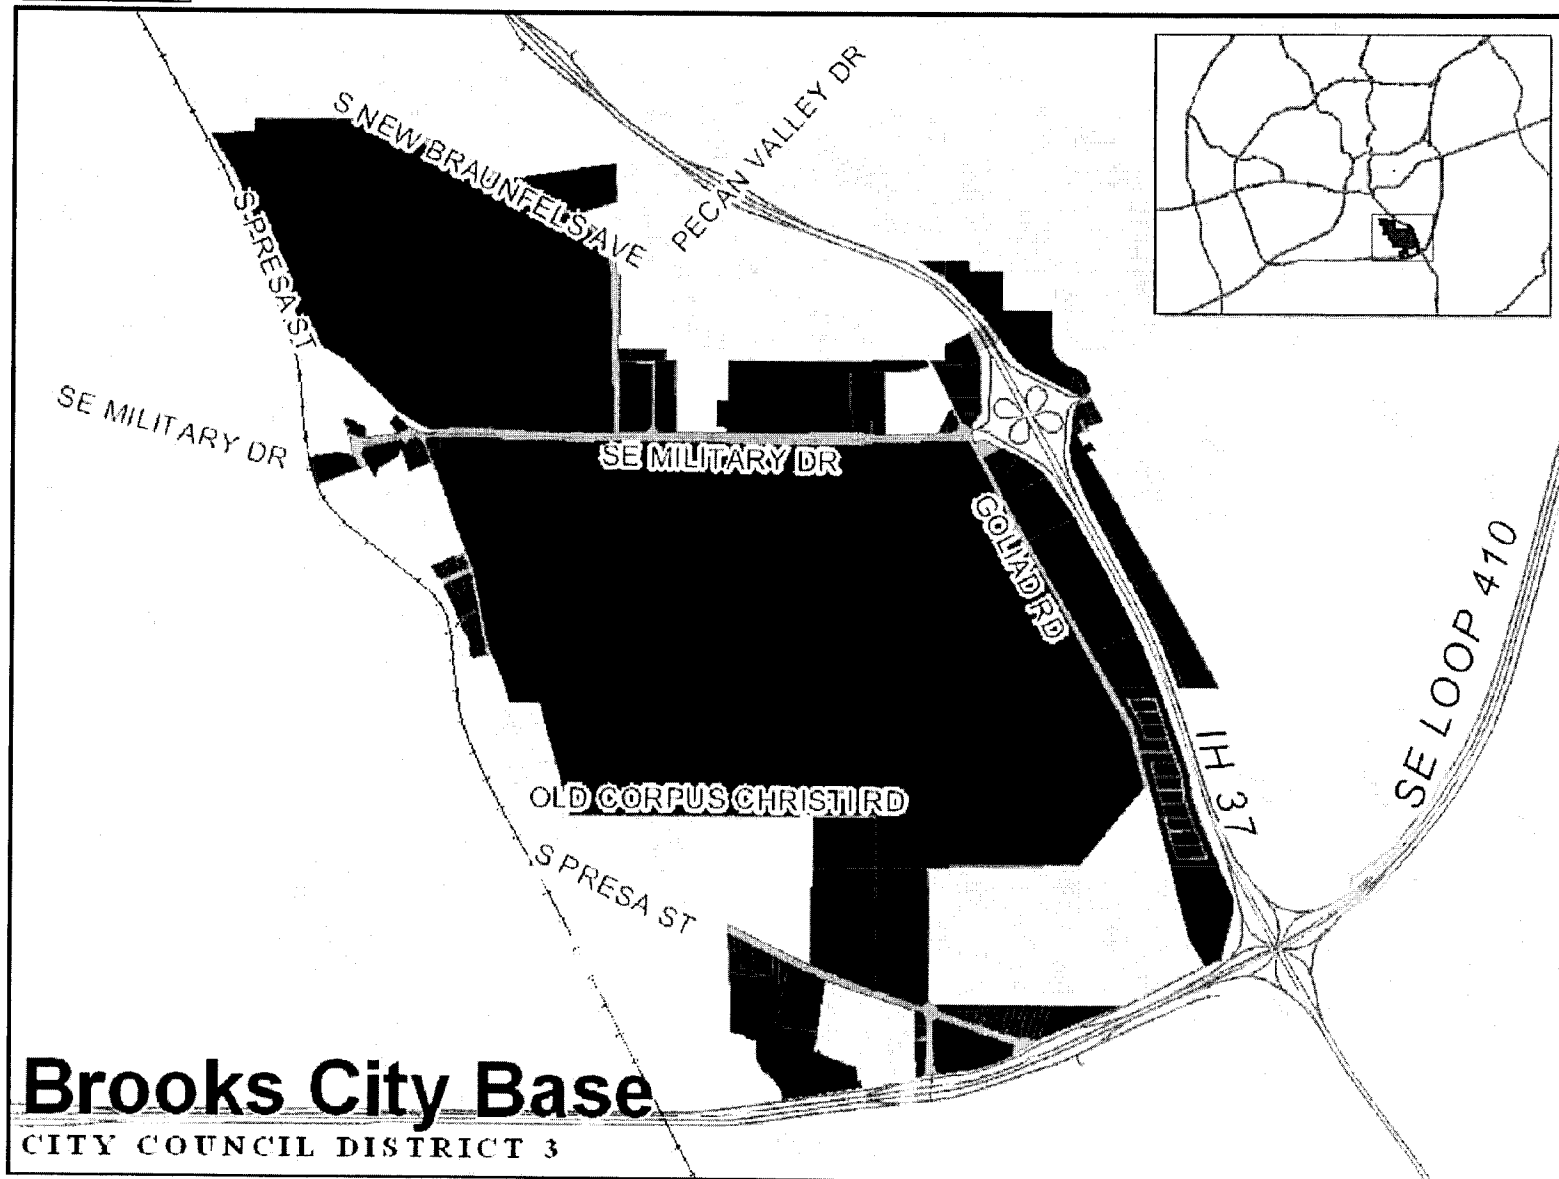 S NEW BRAUNFELS AVE
PECAN VALLEY DR
S PRESA ST
SE MILITARY DR
SE MILITARY DR
GOLIAD RD
SE LOOP 410
IH 37
OLD CORPUS CHRISTI RD
S PRESA ST
Brooks City Base
CITY COUNCIL DISTRICT 3